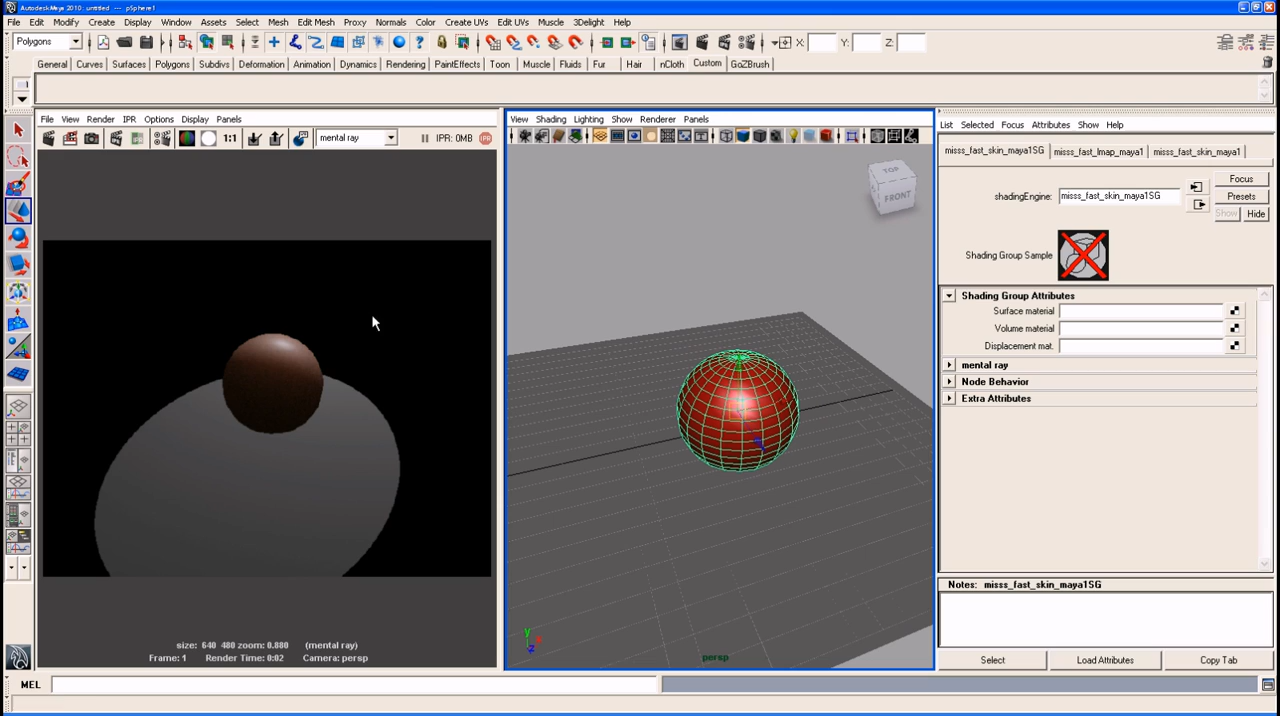 AutodeskMaya 2010: untitled --- pSphere1
File Edit Modify Create Display Window Assets Select Mesh Edit Mesh Proxy Normals Color Create UVs Edit UVs Muscle 3Delight Help
Polygons X: Y: Z:
General Curves Surfaces Polygons Subdivs Deformation Animation Dynamics Rendering PaintEffects Toon Muscle Fluids Fur Hair nCloth Custom GoZBrush
File View Render IPR Options Display Panels
1:1 mental ray IPR: 0MB
View Shading Lighting Show Renderer Panels
TOP
FRONT
persp
size: 640 480 zoom: 0.880 (mental ray)
Frame: 1 Render Time: 0:02 Camera: persp
List Selected Focus Attributes Show Help
misss_fast_skin_maya1SG misss_fast_lmap_maya1 misss_fast_skin_maya1
Focus
shadingEngine: misss_fast_skin_maya1SG
Presets
Show Hide
Shading Group Sample
Shading Group Attributes
Surface material
Volume material
Displacement mat.
mental ray
Node Behavior
Extra Attributes
Notes: misss_fast_skin_maya1SG
Select Load Attributes Copy Tab
MEL